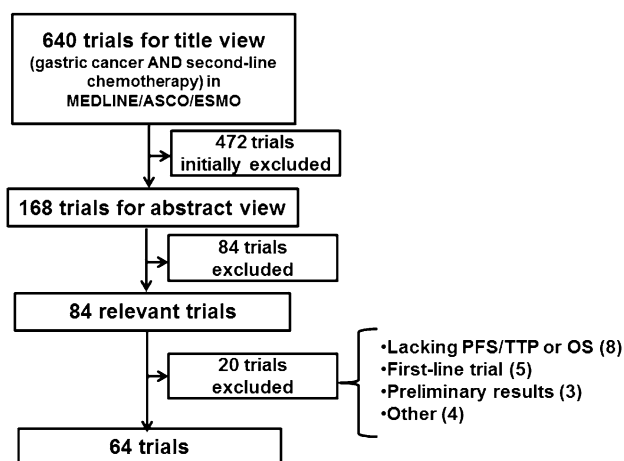 640 trials for title view
(gastric cancer AND second-line
chemotherapy) in
MEDLINE/ASCO/ESMO
472 trials
initially excluded
168 trials for abstract view
84 trials
excluded
84 relevant trials
20 trials
excluded
•Lacking PFS/TTP or OS (8)
•First-line trial (5)
•Preliminary results (3)
•Other (4)
64 trials